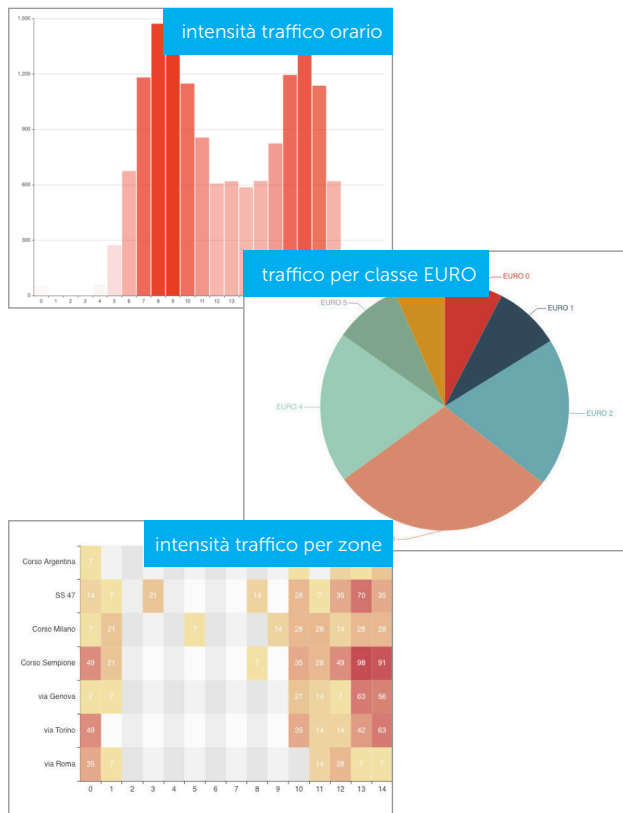 1,500
intensità traffico orario
1,200
900
600
300
0
0 1 2 3 4 5 6 7 8 9 10 11 12 13
traffico per classe EURO
EURO 0
EURO 5
EURO 1
EURO 4
EURO 2
intensità traffico per zone
Corso Argentina 7
SS 47 14 7 21 14 28 7 35 70 35
Corso Milano 7 21 7 14 28 28 14 28 28
Corso Sempione 49 21 7 35 28 49 98 91
via Genova 7 7 21 14 7 63 56
via Torino 49 35 14 14 42 63
via Roma 35 7 14 28 7 7
0 1 2 3 4 5 6 7 8 9 10 11 12 13 14